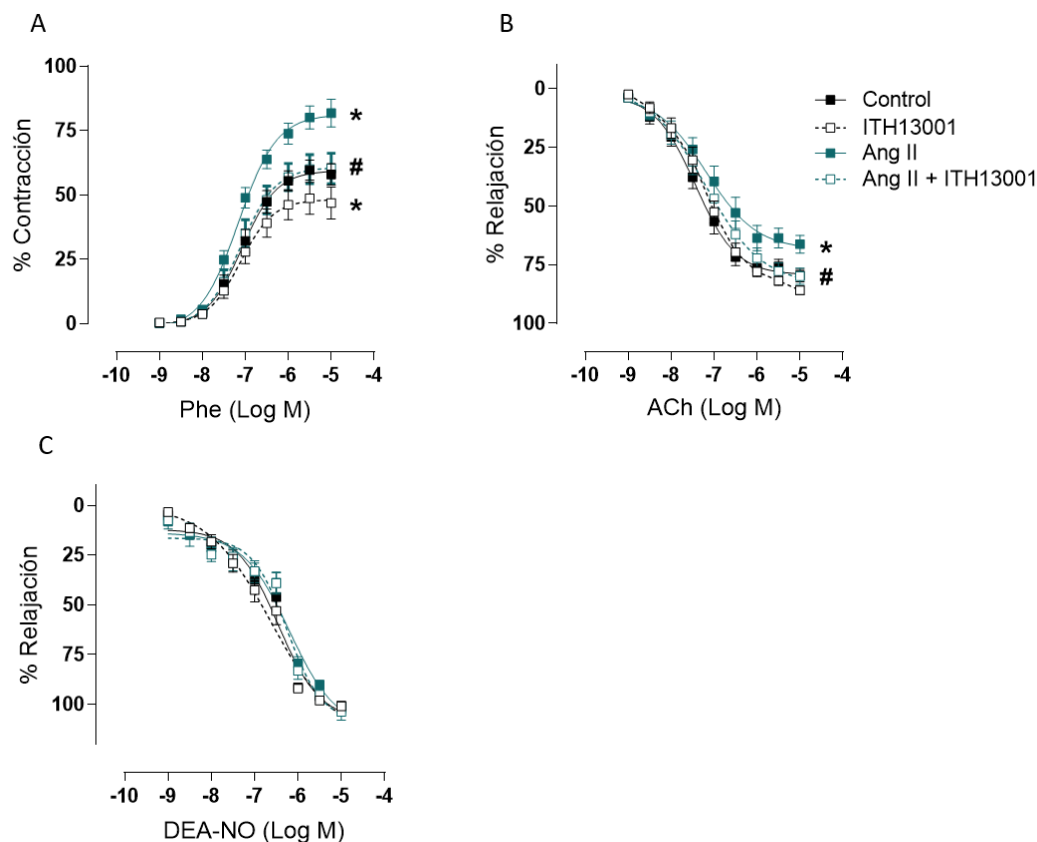 A
% Contracción
100
75
50
25
0
*
#
*
-10 -9 -8 -7 -6 -5 -4
Phe (Log M)
B
% Relajación
0
25
50
75
100
*
#
-10 -9 -8 -7 -6 -5 -4
ACh (Log M)
Control
ITH13001
Ang II
Ang II + ITH13001
C
% Relajación
0
25
50
75
100
-10 -9 -8 -7 -6 -5 -4
DEA-NO (Log M)